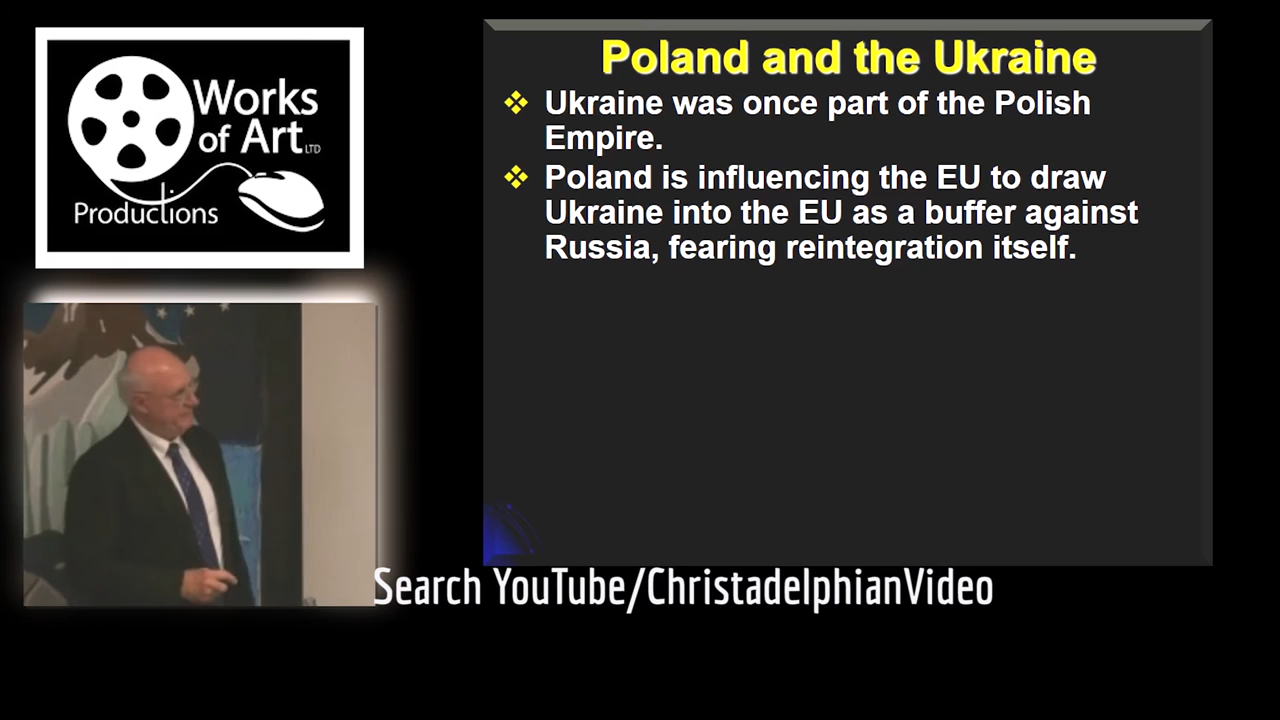 Works
of Art LTD
Productions
Poland and the Ukraine
❖ Ukraine was once part of the Polish
Empire.
❖ Poland is influencing the EU to draw
Ukraine into the EU as a buffer against
Russia, fearing reintegration itself.
Search YouTube/ChristadelphianVideo